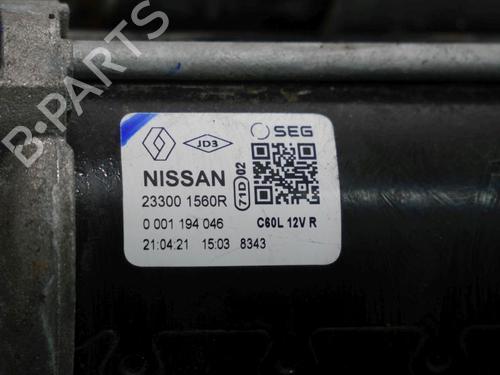 B-PARTS
JD3
SEG
NISSAN
71D 02
23300 1560R
0 001 194 046
C60L 12V R
21:04:21 15:03 8343